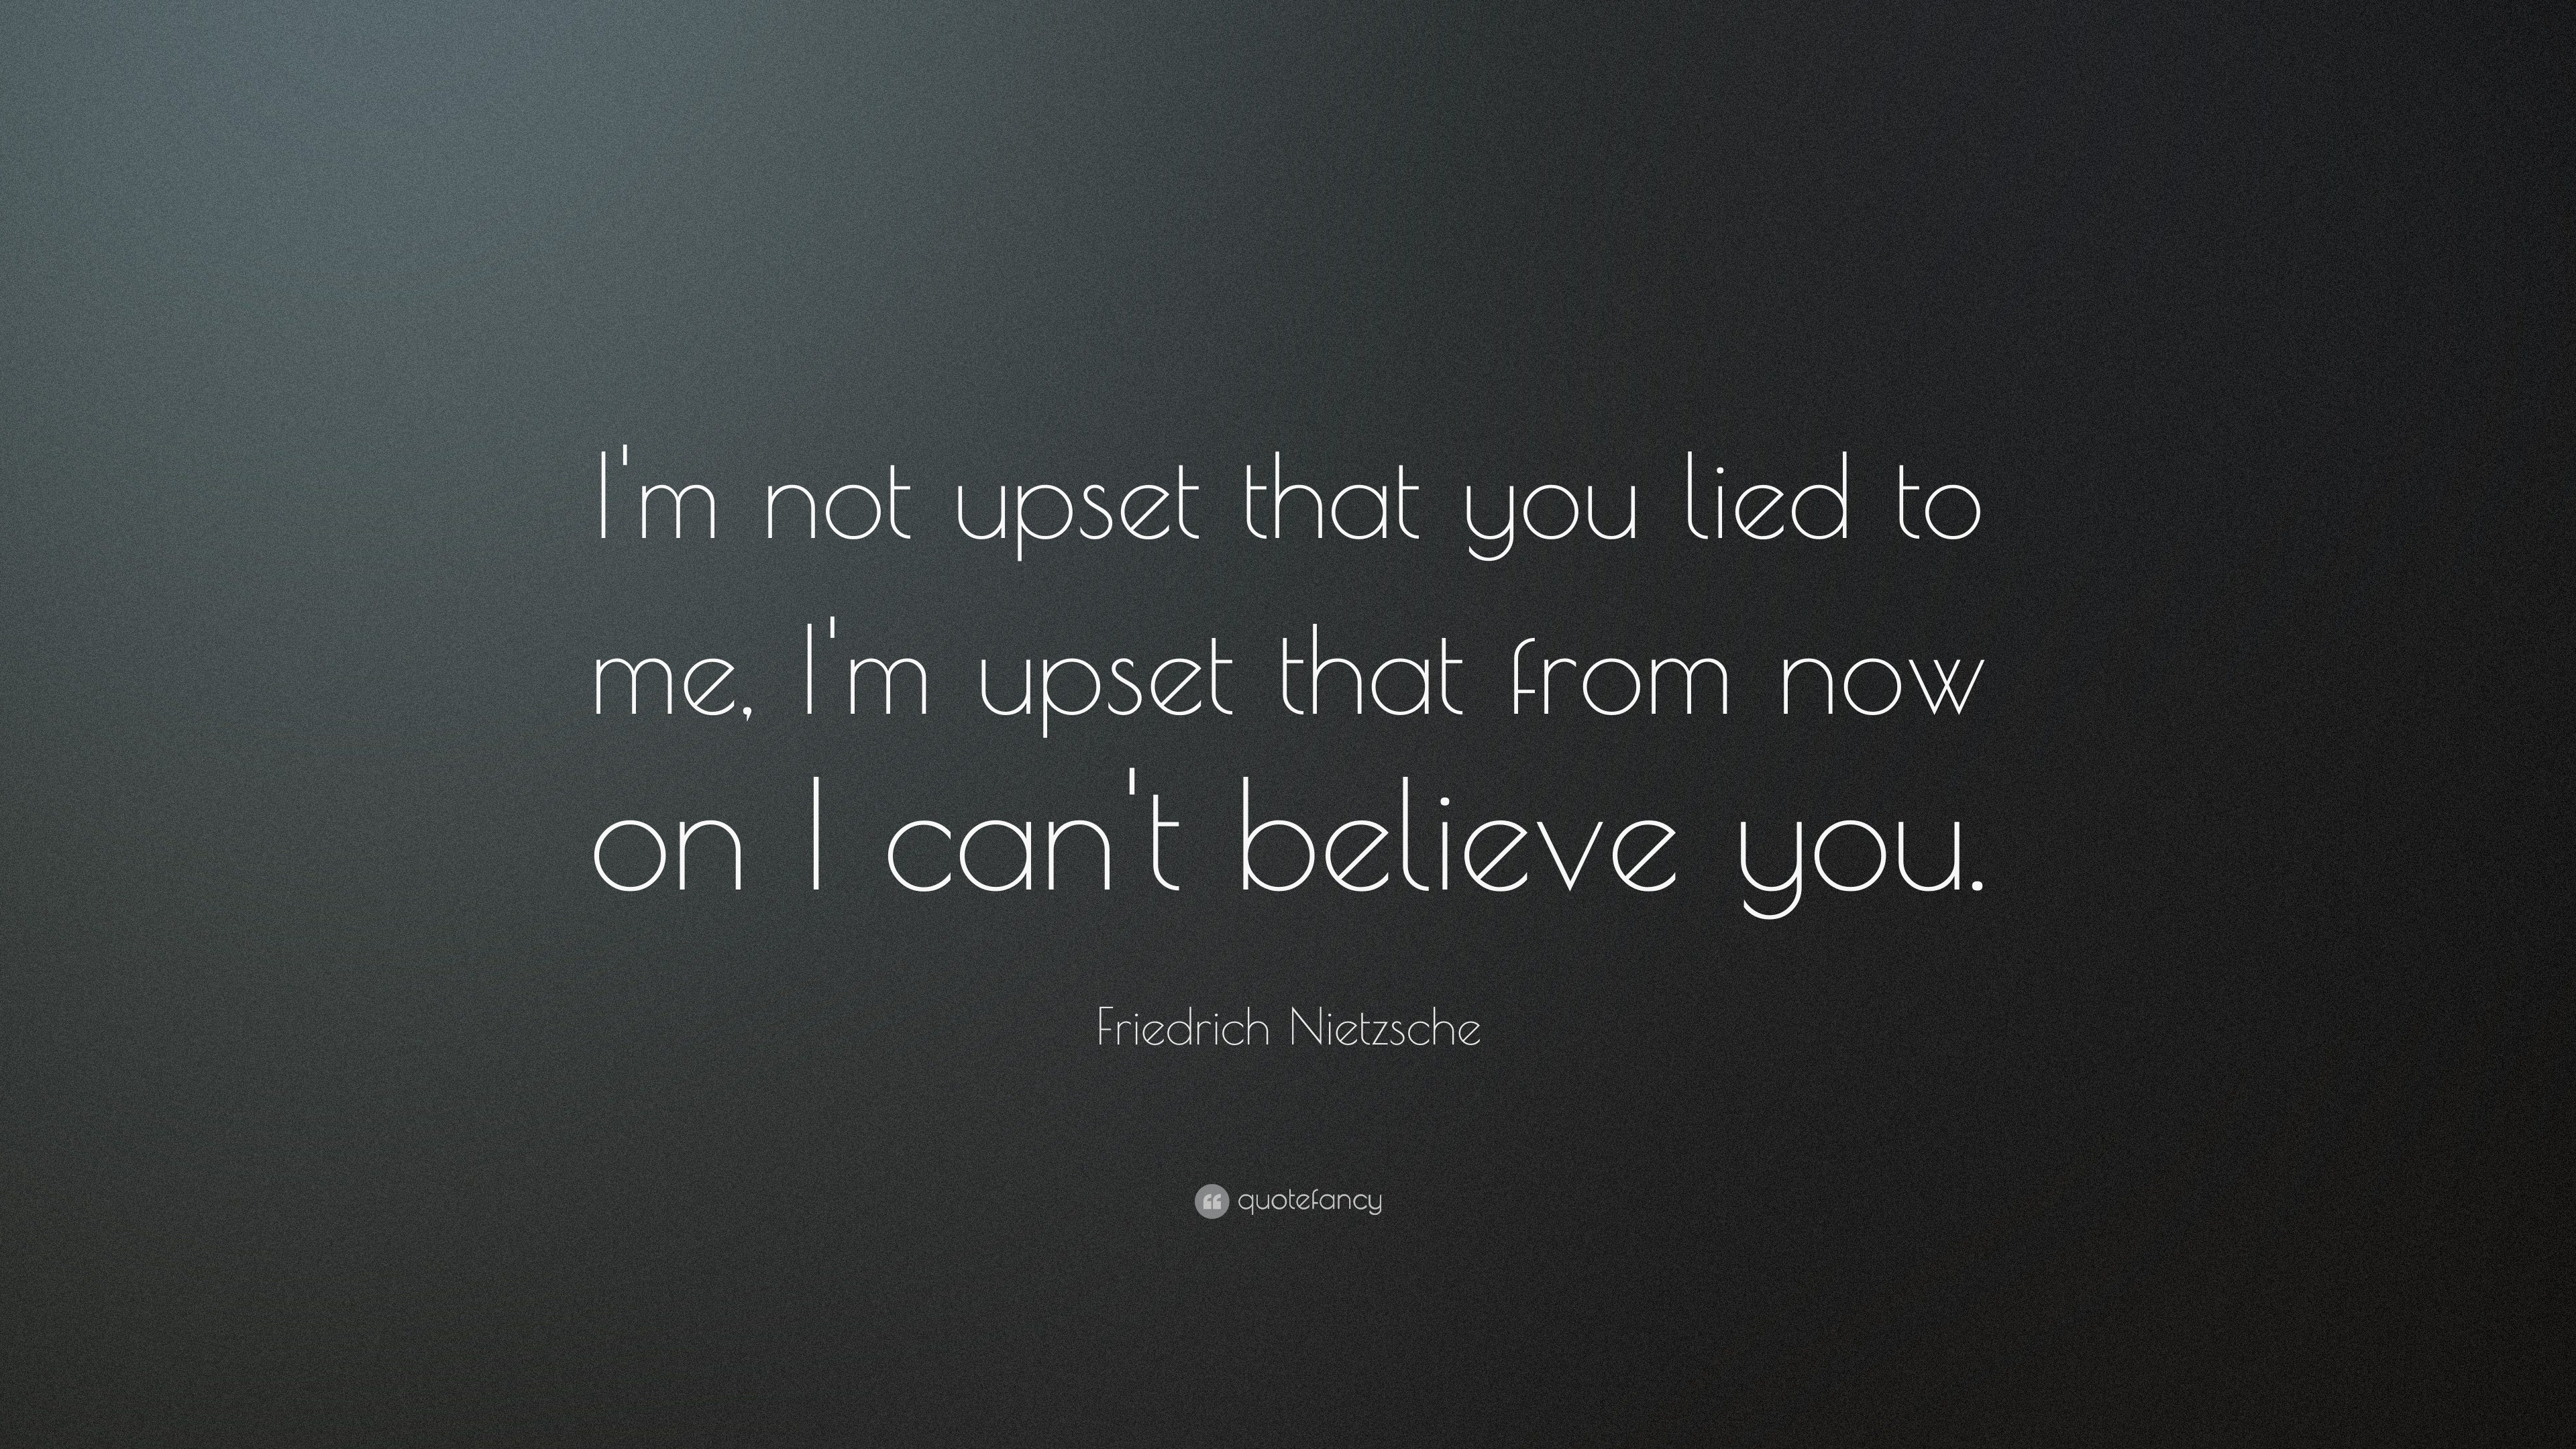 I'm not upset that you lied to
me, I'm upset that from now
on I can't believe you.
Friedrich Nietzsche
quotefancy